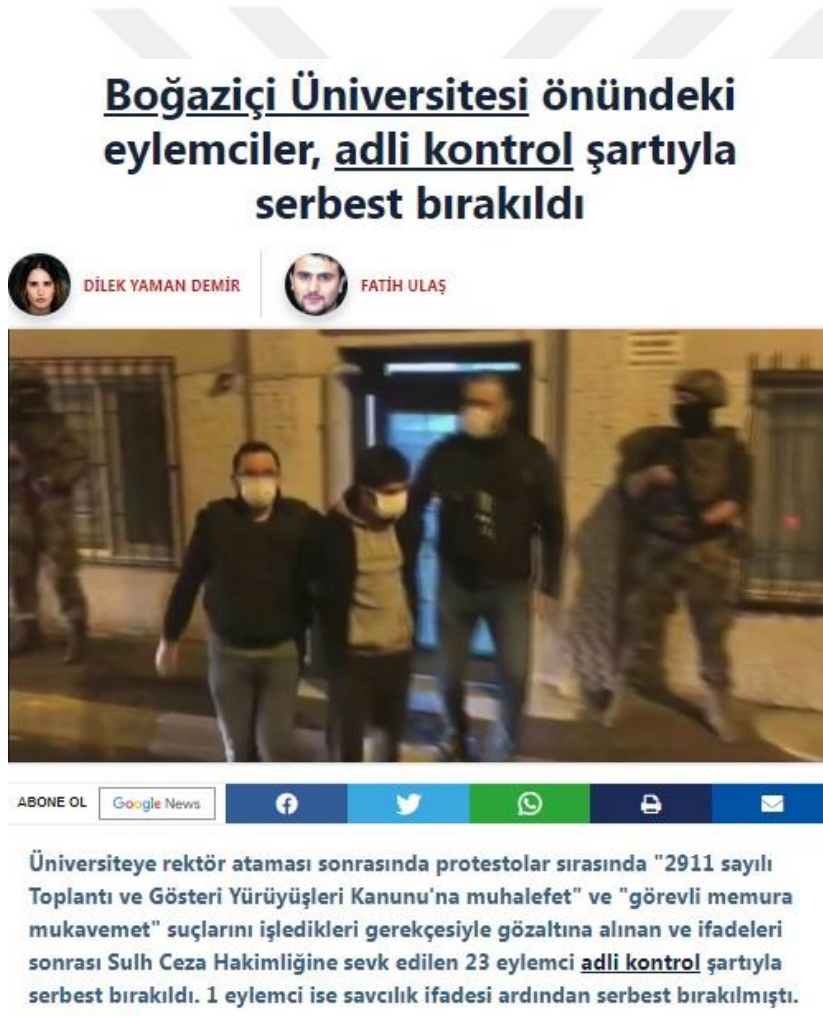 Boğaziçi Üniversitesi önündeki
eylemciler, adli kontrol şartıyla
serbest bırakıldı
DİLEK YAMAN DEMİR
FATİH ULAŞ
ABONE OL
Google News
Üniversiteye rektör ataması sonrasında protestolar sırasında "2911 sayılı
Toplantı ve Gösteri Yürüyüşleri Kanunu'na muhalefet" ve "görevli memura
mukavemet" suçlarını işledikleri gerekçesiyle gözaltına alınan ve ifadeleri
sonrası Sulh Ceza Hakimliğine sevk edilen 23 eylemci adli kontrol şartıyla
serbest bırakıldı. 1 eylemci ise savcılık ifadesi ardından serbest bırakılmıştı.